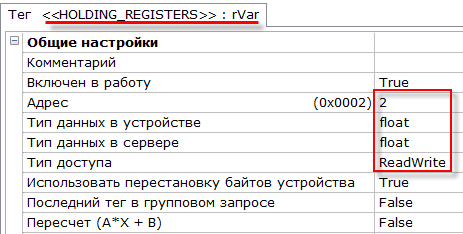 Тег <<HOLDING_REGISTERS>> : rVar
Общие настройки
Комментарий
Включен в работу True
Адрес (0x0002) 2
Тип данных в устройстве float
Тип данных в сервере float
Тип доступа ReadWrite
Использовать перестановку байтов устройства True
Последний тег в групповом запросе False
Пересчет (A*X + B) False